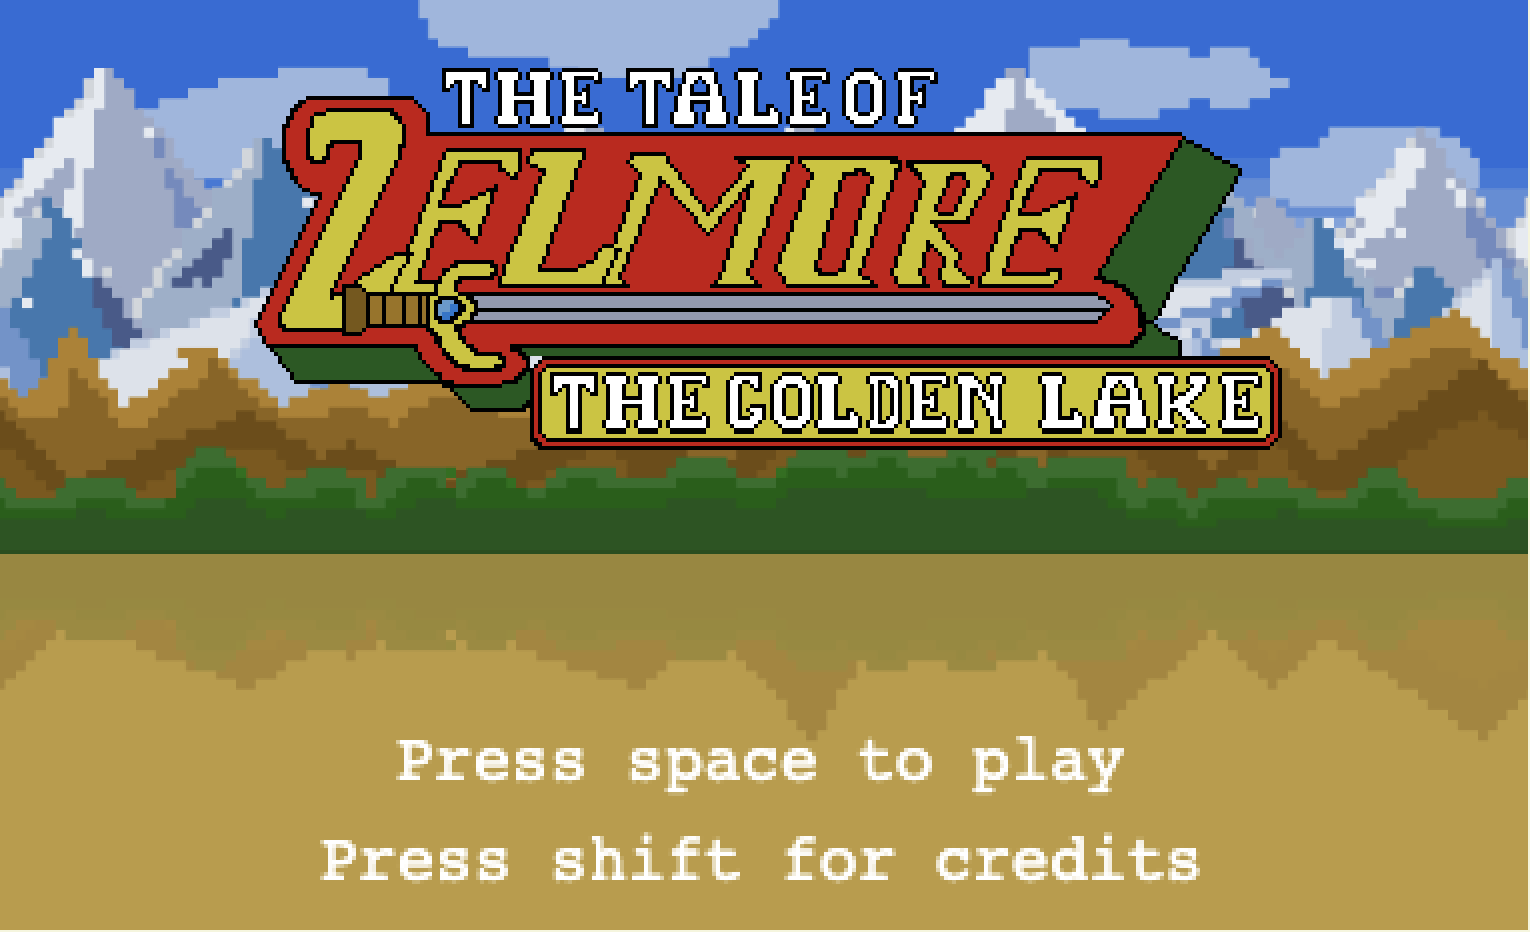 THE TALE OF
ZELMORE
THE GOLDEN LAKE
Press space to play
Press shift for credits